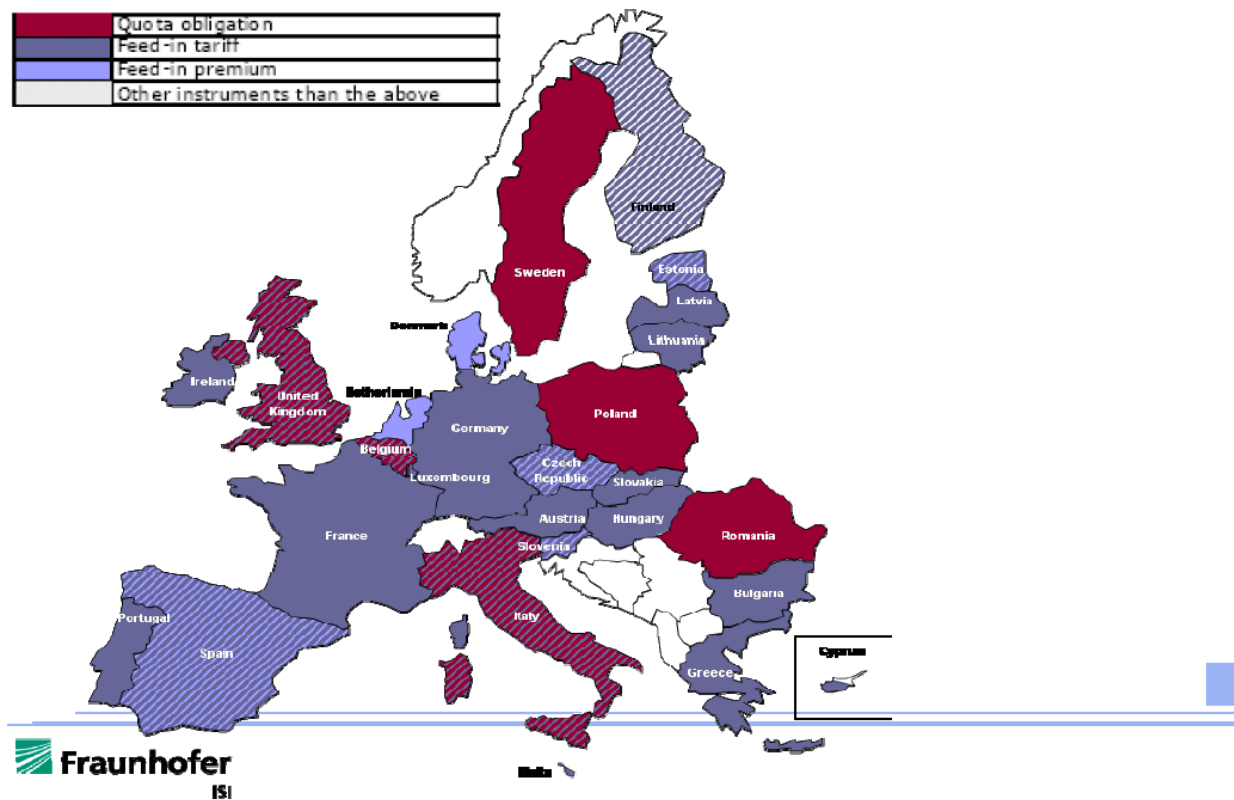 Quota obligation
Feed-in tariff
Feed-in premium
Other instruments than the above
Finland
Sweden
Estonia
Latvia
Denmark
Lithuania
Ireland
Netherlands
United
Kingdom
Poland
Germany
Belgium
Czech
Republic
Luxembourg
Slovakia
Austria
Hungary
France
Romania
Slovenia
Bulgaria
Portugal
Italy
Spain
Cyprus
Greece
Fraunhofer
ISI
Malta